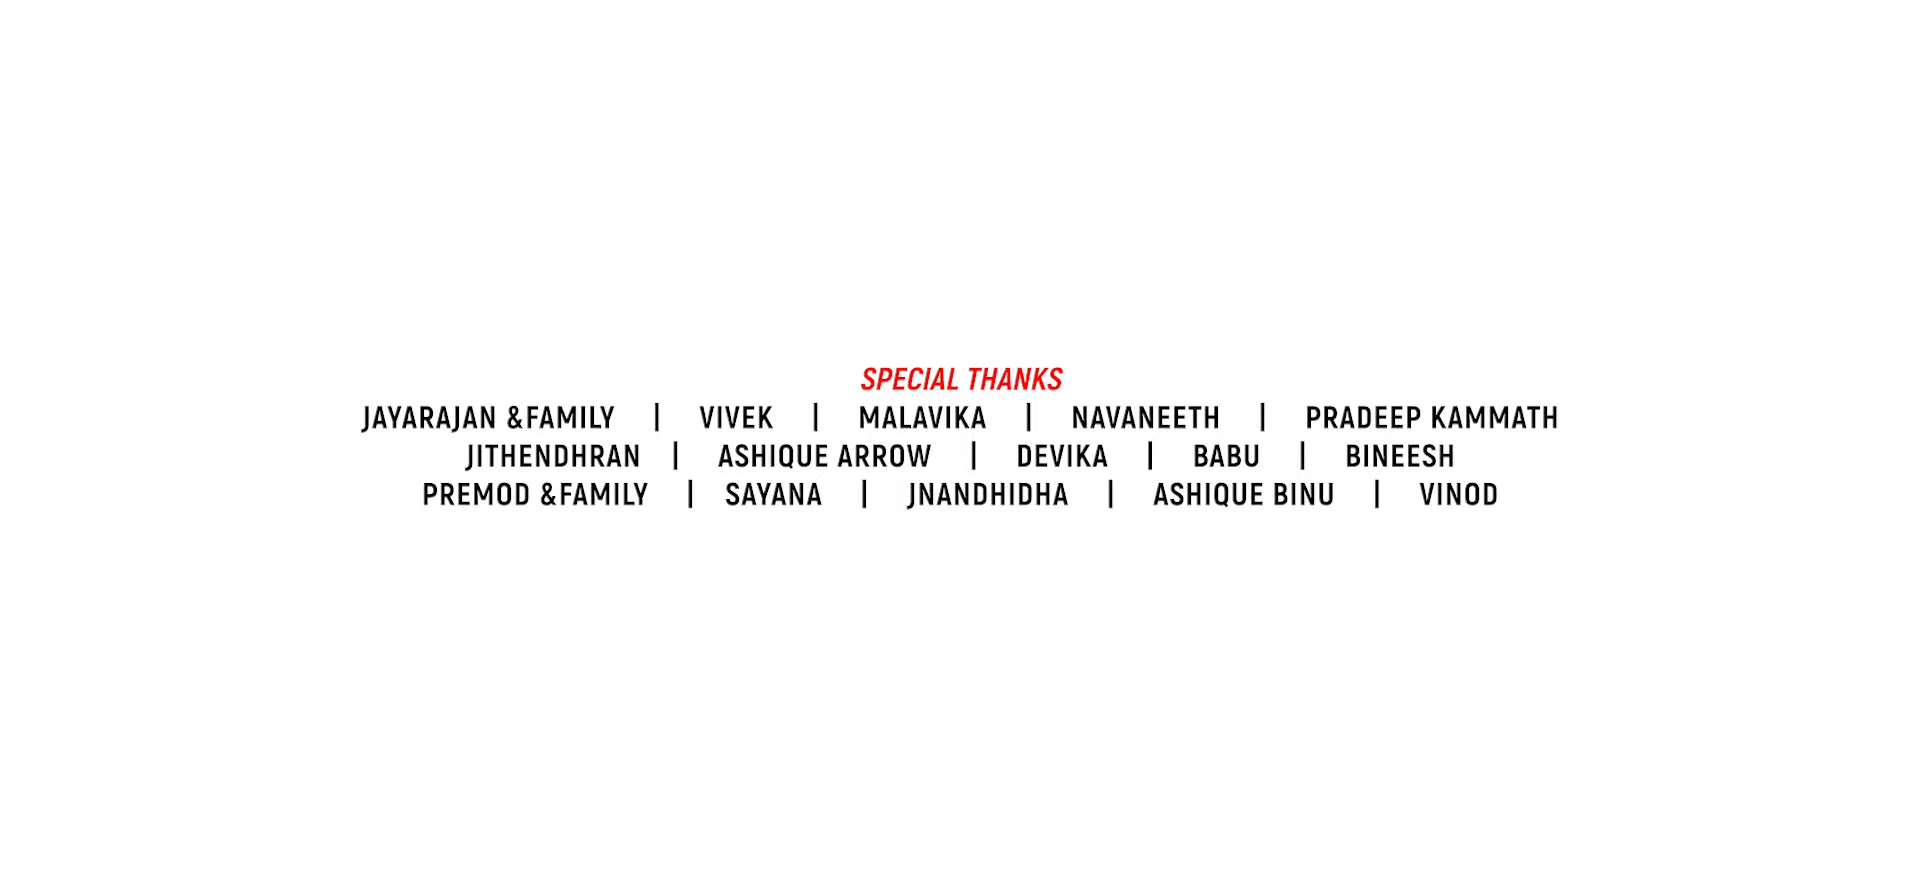 SPECIAL THANKS
JAYARAJAN &FAMILY | VIVEK | MALAVIKA | NAVANEETH | PRADEEP KAMMATH
JITHENDHRAN | ASHIQUE ARROW | DEVIKA | BABU | BINEESH
PREMOD &FAMILY | SAYANA | JNANDHIDHA | ASHIQUE BINU | VINOD